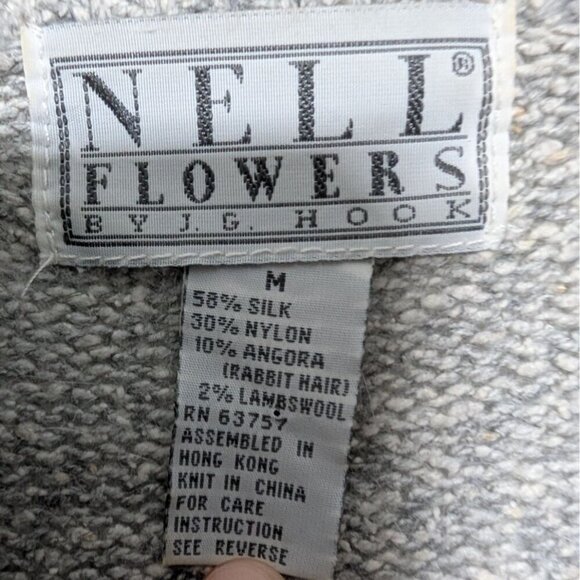 NELL®
FLOWERS
BY J.G. HOOK
M
58% SILK
30% NYLON
10% ANGORA
(RABBIT HAIR)
2% LAMBSWOOL
RN 63757
ASSEMBLED IN
HONG KONG
KNIT IN CHINA
FOR CARE
INSTRUCTION
SEE REVERSE